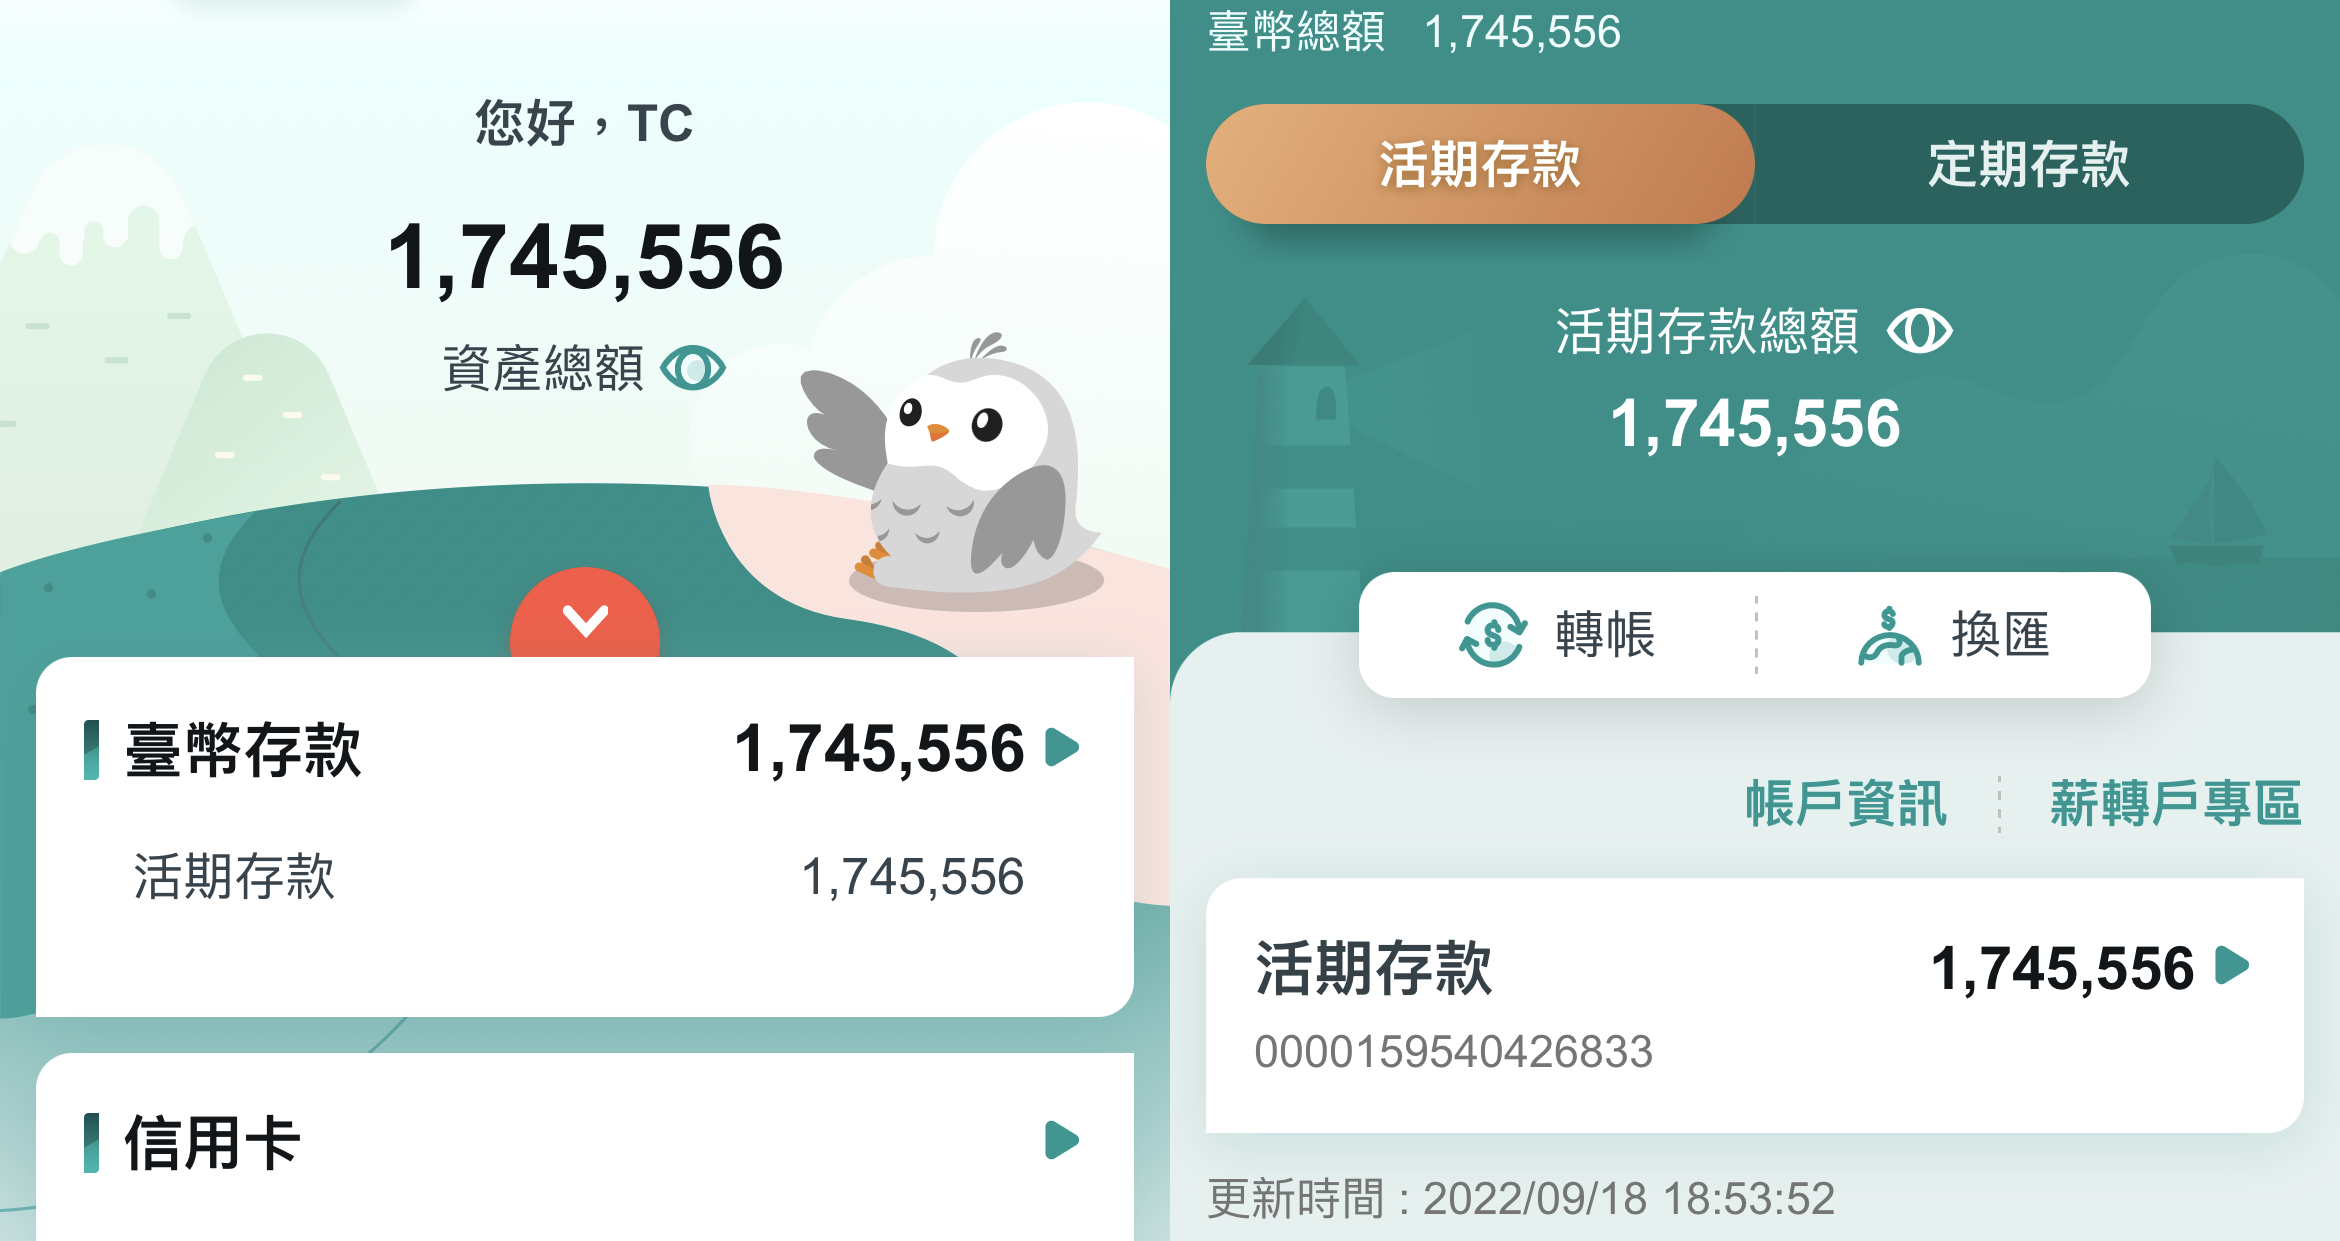 您好，TC
1,745,556
資產總額
臺幣存款 1,745,556
活期存款 1,745,556
信用卡
臺幣總額 1,745,556
活期存款 定期存款
活期存款總額
1,745,556
轉帳 換匯
帳戶資訊 薪轉戶專區
活期存款 1,745,556
0000159540426833
更新時間 : 2022/09/18 18:53:52